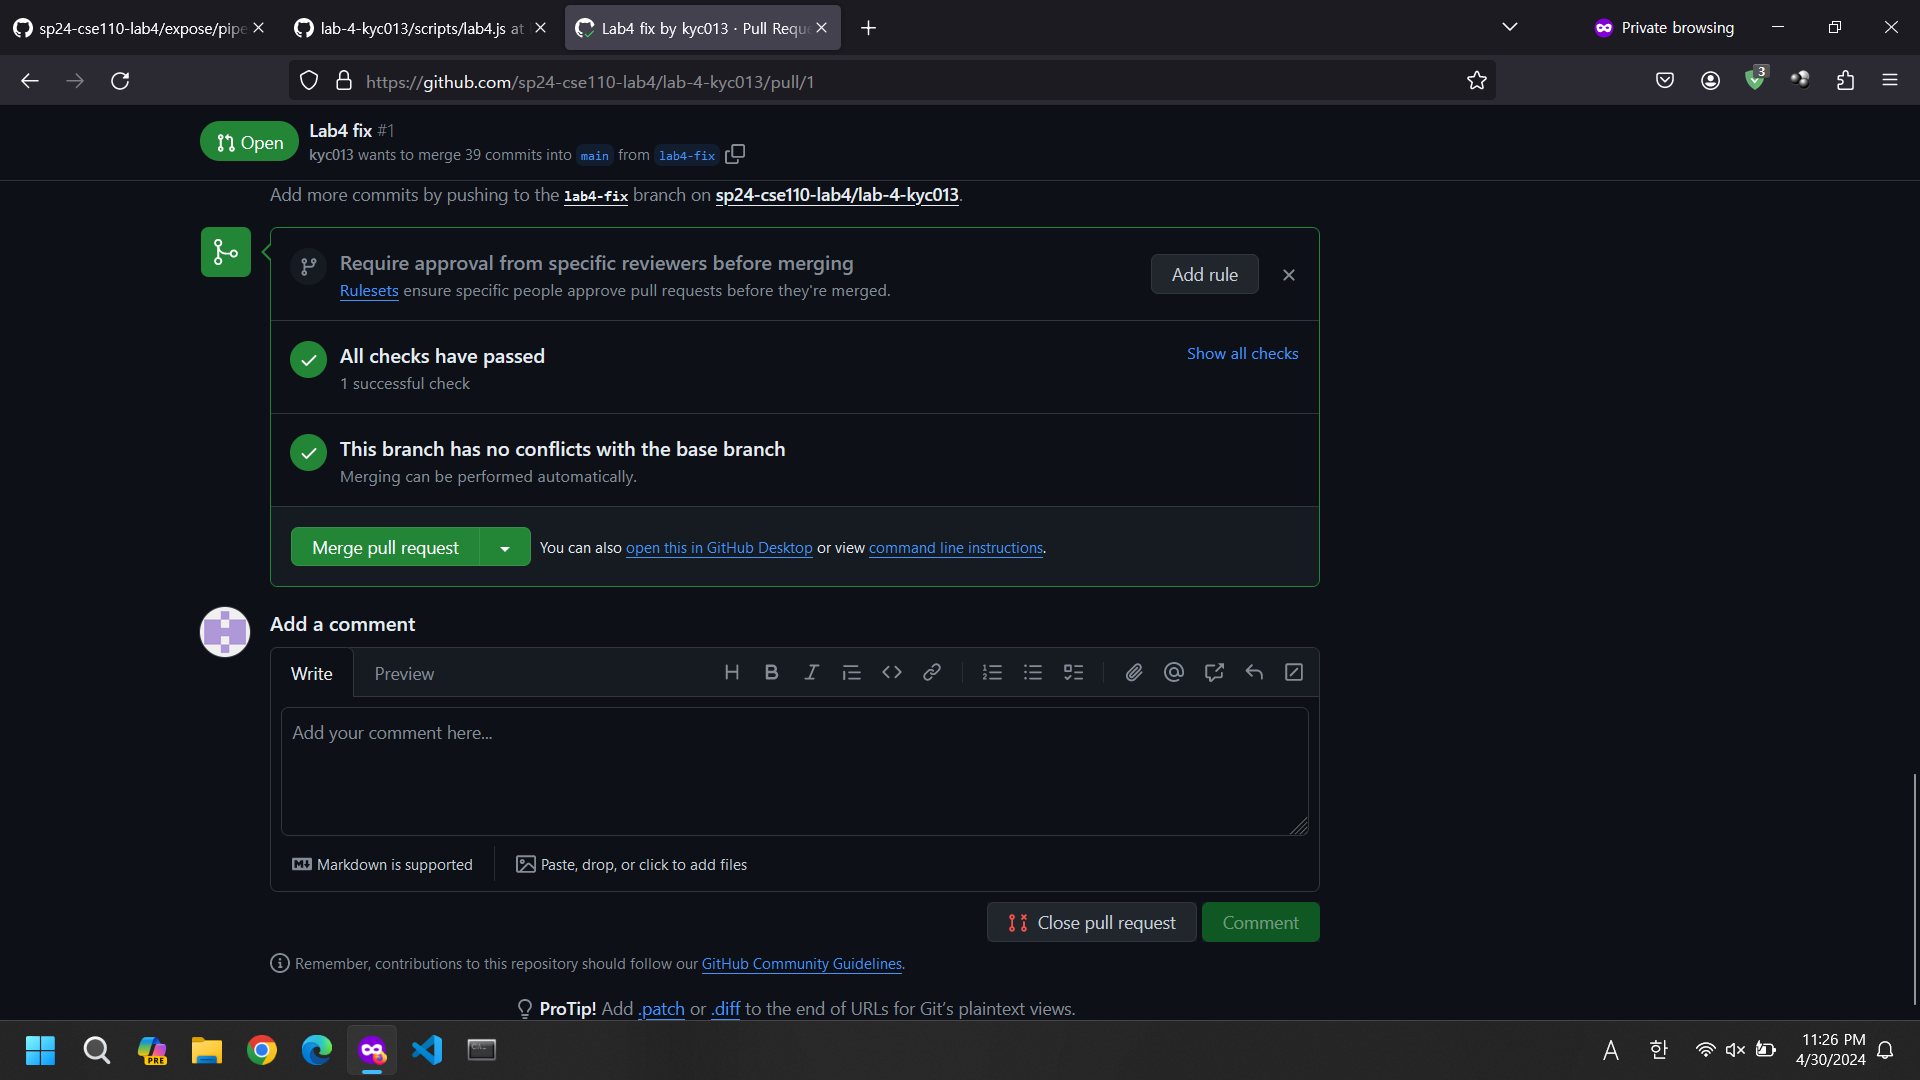 sp24-cse110-lab4/expose/pipe
lab-4-kyc013/scripts/lab4.js at
Lab4 fix by kyc013 · Pull Reque
Private browsing
https://github.com/sp24-cse110-lab4/lab-4-kyc013/pull/1
3
Open
Lab4 fix #1
kyc013 wants to merge 39 commits into main from lab4-fix
Add more commits by pushing to the lab4-fix branch on sp24-cse110-lab4/lab-4-kyc013.
Require approval from specific reviewers before merging
Rulesets ensure specific people approve pull requests before they're merged.
Add rule
All checks have passed
1 successful check
Show all checks
This branch has no conflicts with the base branch
Merging can be performed automatically.
Merge pull request
You can also open this in GitHub Desktop or view command line instructions.
Add a comment
Write
Preview
Add your comment here...
Markdown is supported
Paste, drop, or click to add files
Close pull request
Comment
Remember, contributions to this repository should follow our GitHub Community Guidelines.
ProTip! Add .patch or .diff to the end of URLs for Git's plaintext views.
PRE
A
한
11:26 PM
4/30/2024